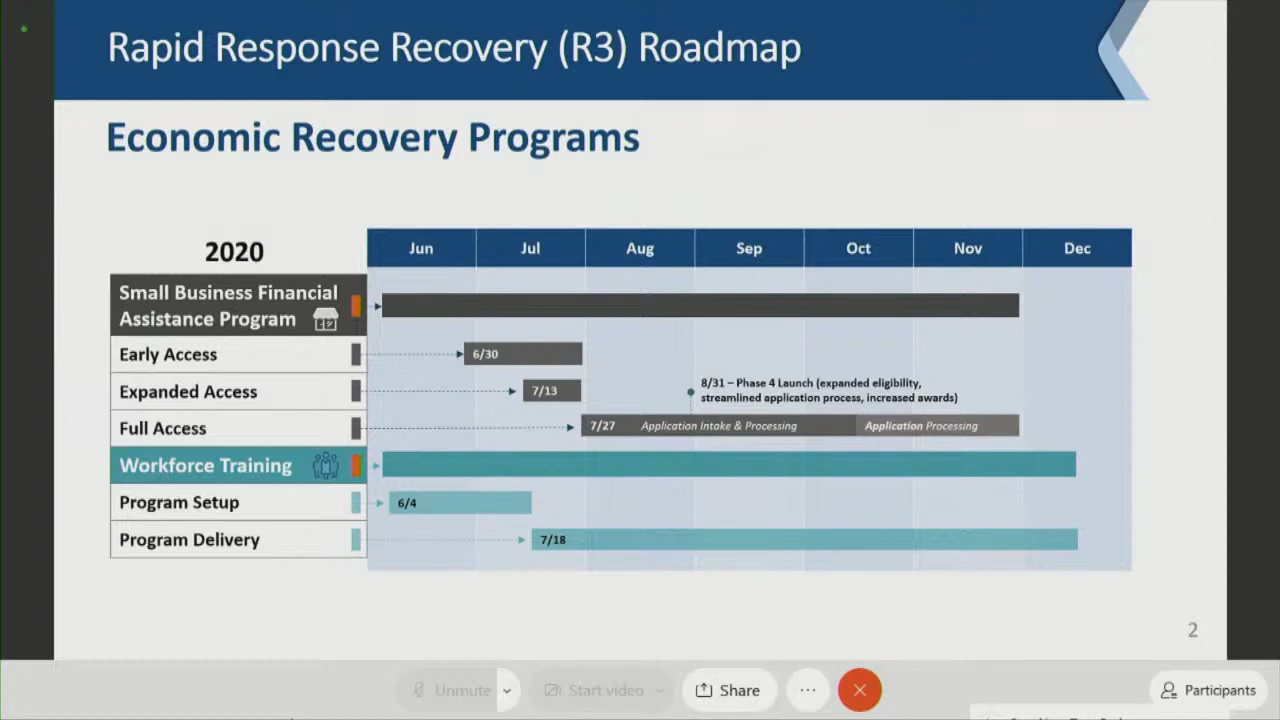 Rapid Response Recovery (R3) Roadmap
Economic Recovery Programs
2020
Jun Jul Aug Sep Oct Nov Dec
Small Business Financial
Assistance Program
Early Access
6/30
Expanded Access
7/13
8/31 – Phase 4 Launch (expanded eligibility,
streamlined application process, increased awards)
Full Access
7/27 Application Intake & Processing Application Processing
Workforce Training
Program Setup
6/4
Program Delivery
7/18
2
Unmute Start video Share Participants